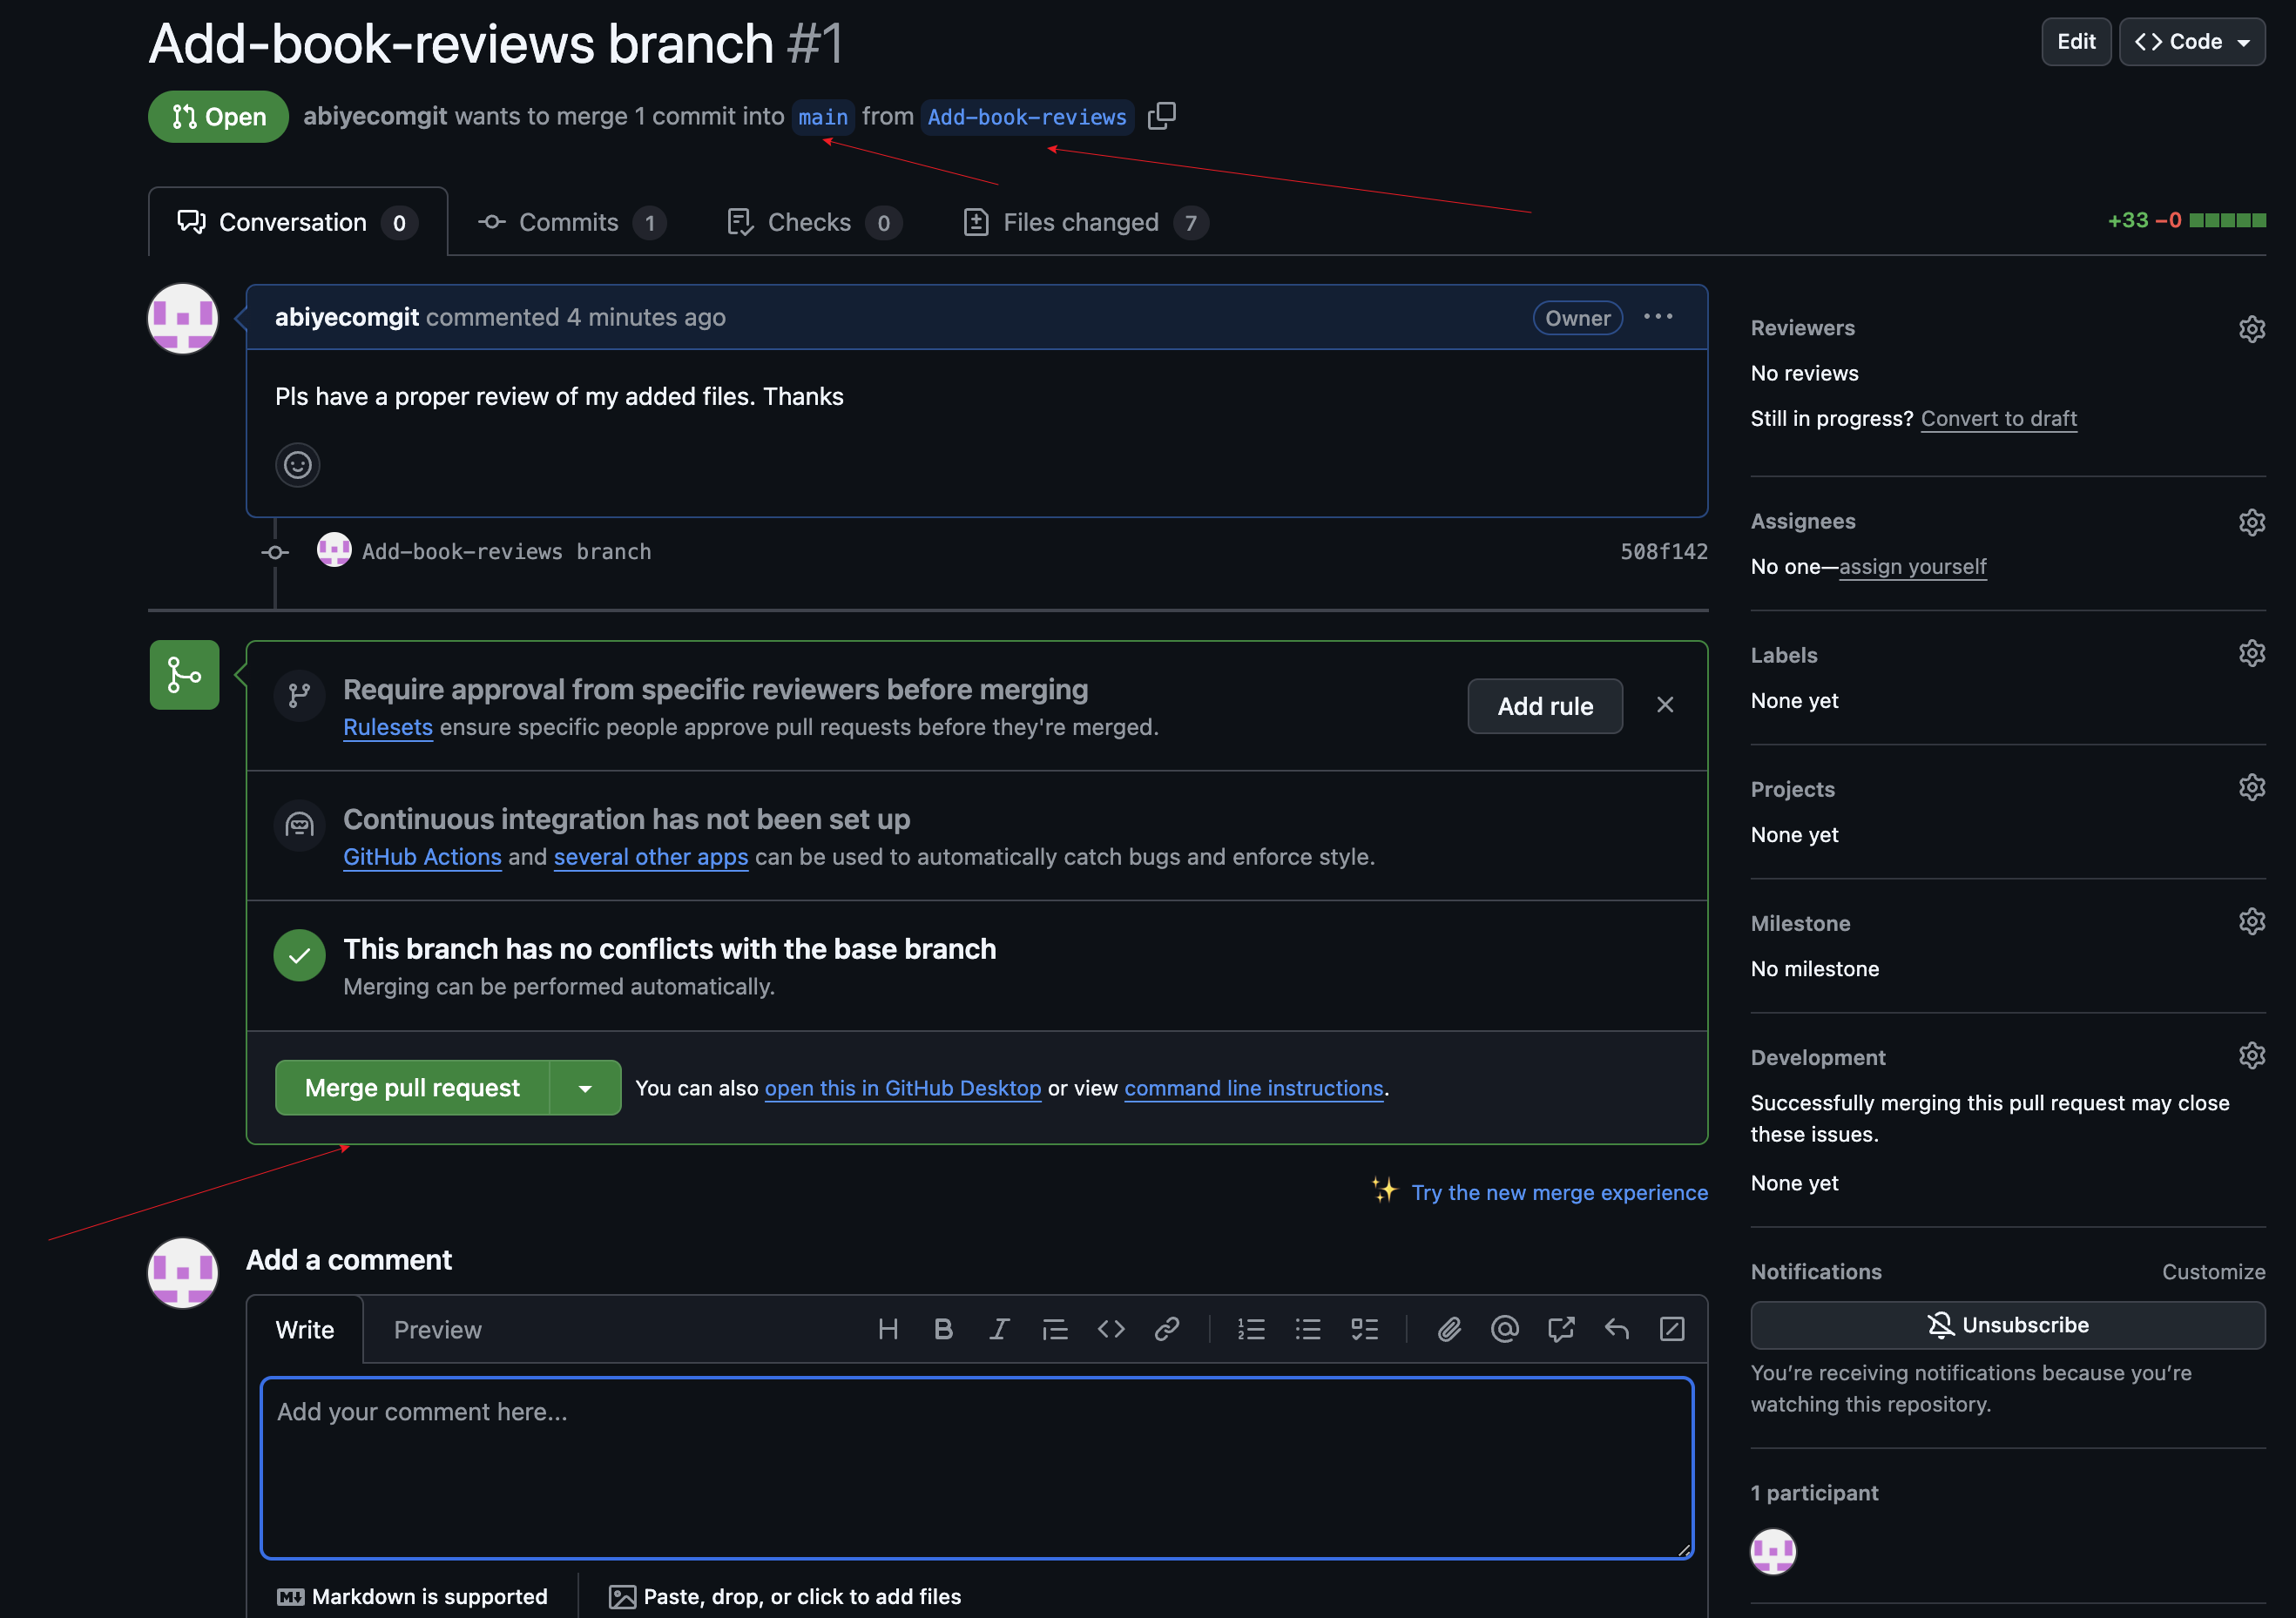 Add-book-reviews branch #1
Edit
Code
Open
abiyecomgit wants to merge 1 commit into main from Add-book-reviews
Conversation 0
Commits 1
Checks 0
Files changed 7
+33 −0
abiyecomgit commented 4 minutes ago
Owner
Pls have a proper review of my added files. Thanks
Add-book-reviews branch
508f142
Require approval from specific reviewers before merging
Rulesets ensure specific people approve pull requests before they're merged.
Add rule
Continuous integration has not been set up
GitHub Actions and several other apps can be used to automatically catch bugs and enforce style.
This branch has no conflicts with the base branch
Merging can be performed automatically.
Merge pull request
You can also open this in GitHub Desktop or view command line instructions.
Try the new merge experience
Add a comment
Write
Preview
Add your comment here...
Markdown is supported
Paste, drop, or click to add files
Reviewers
No reviews
Still in progress? Convert to draft
Assignees
No one—assign yourself
Labels
None yet
Projects
None yet
Milestone
No milestone
Development
Successfully merging this pull request may close
these issues.
None yet
Notifications
Customize
Unsubscribe
You’re receiving notifications because you’re
watching this repository.
1 participant